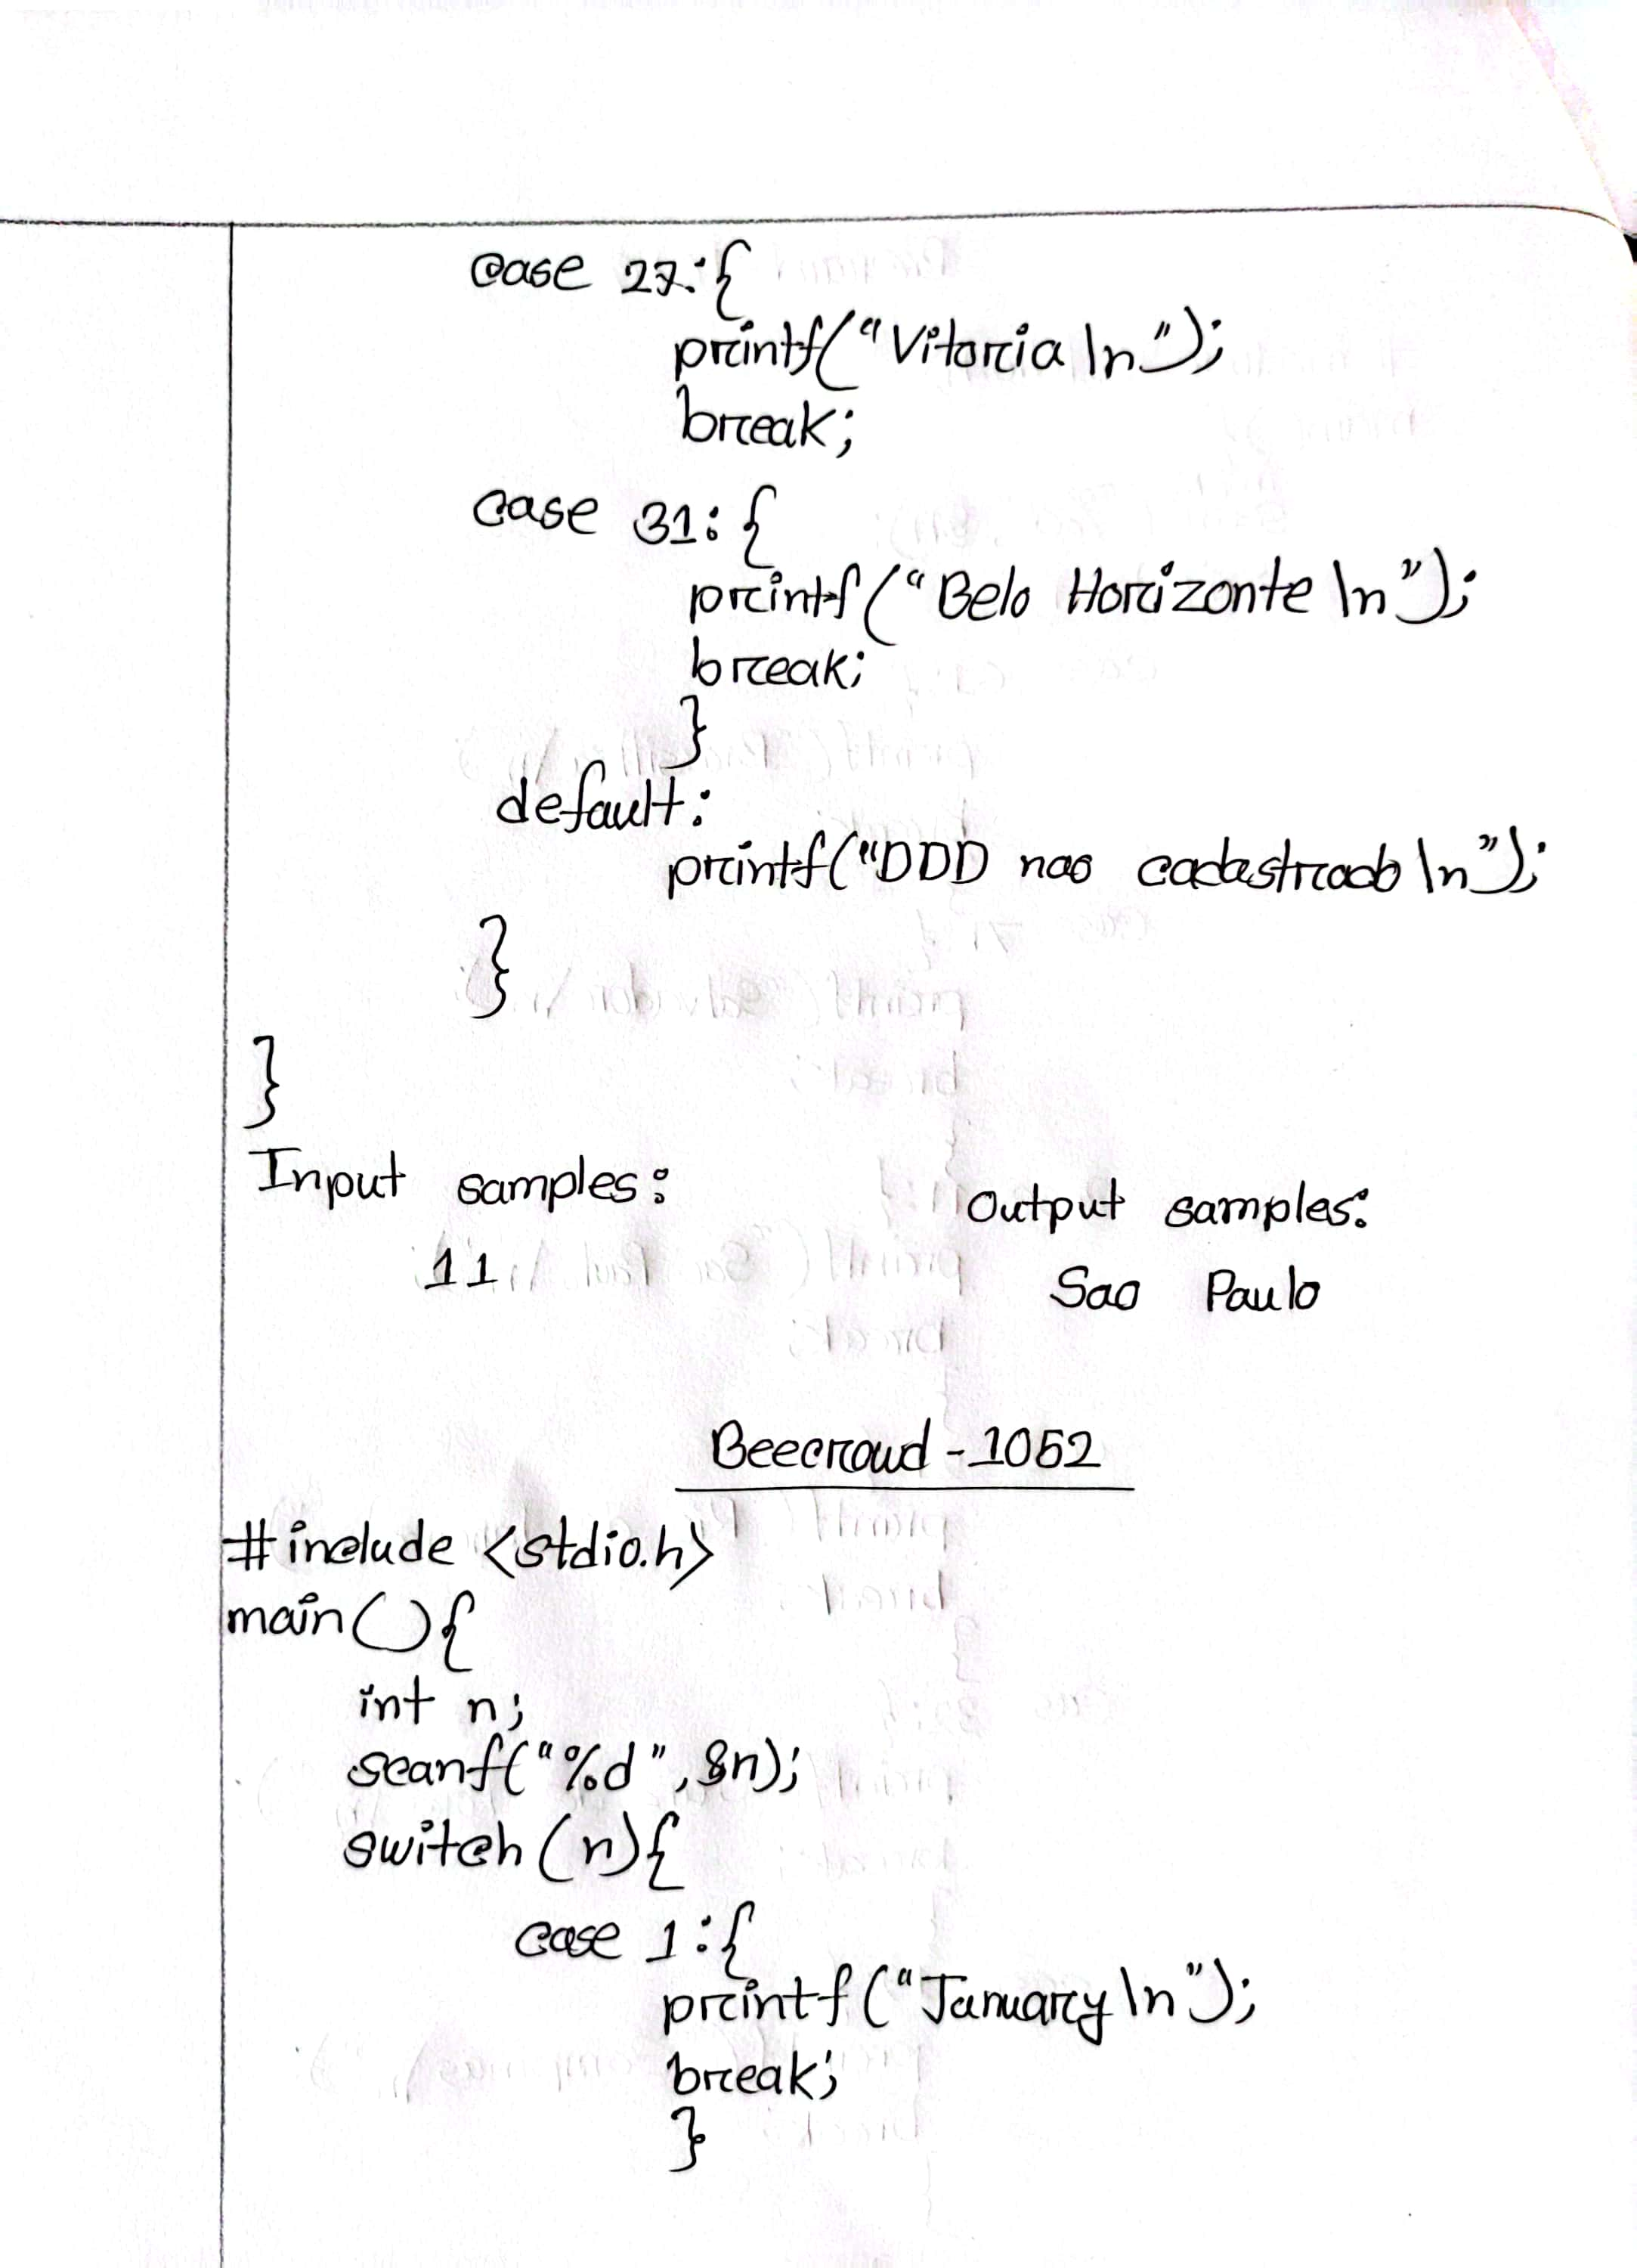 case 27:{
printf("Vitoria\n");
break;
case 31:{
printf("Belo Horizonte\n");
break;
}
default:
printf("DDD nao cadastrado\n");
}
}
Input samples:
Output samples:
11
Sao Paulo
Beecroud - 1052
#include <stdio.h>
main(){
int n;
scanf("%d",&n);
switch(n){
case 1:{
printf("January\n");
break;
}